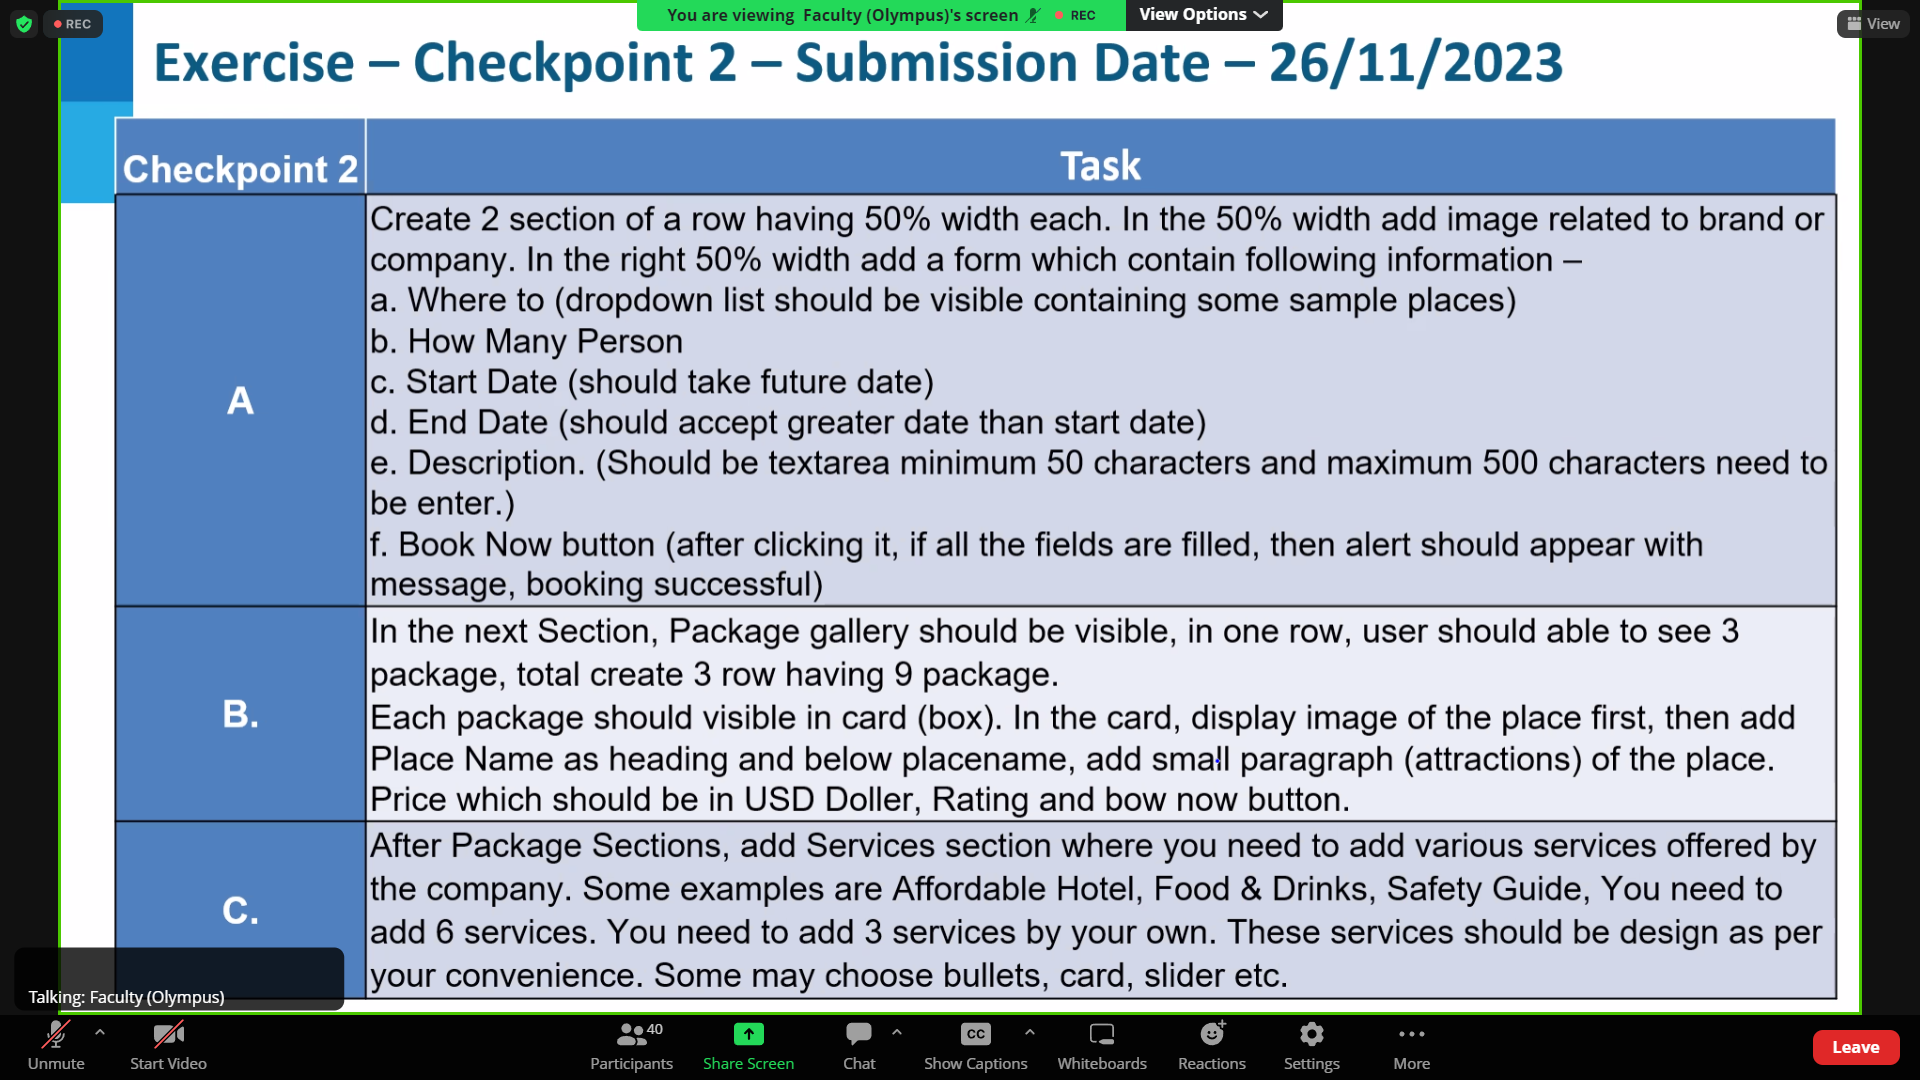 REC
You are viewing Faculty (Olympus)'s screen REC
View Options
View
Exercise – Checkpoint 2 – Submission Date – 26/11/2023
Checkpoint 2
Task
A
Create 2 section of a row having 50% width each. In the 50% width add image related to brand or
company. In the right 50% width add a form which contain following information –
a. Where to (dropdown list should be visible containing some sample places)
b. How Many Person
c. Start Date (should take future date)
d. End Date (should accept greater date than start date)
e. Description. (Should be textarea minimum 50 characters and maximum 500 characters need to
be enter.)
f. Book Now button (after clicking it, if all the fields are filled, then alert should appear with
message, booking successful)
B.
In the next Section, Package gallery should be visible, in one row, user should able to see 3
package, total create 3 row having 9 package.
Each package should visible in card (box). In the card, display image of the place first, then add
Place Name as heading and below placename, add small paragraph (attractions) of the place.
Price which should be in USD Doller, Rating and bow now button.
C.
After Package Sections, add Services section where you need to add various services offered by
the company. Some examples are Affordable Hotel, Food & Drinks, Safety Guide, You need to
add 6 services. You need to add 3 services by your own. These services should be design as per
your convenience. Some may choose bullets, card, slider etc.
Talking: Faculty (Olympus)
Unmute
Start Video
40
Participants
Share Screen
Chat
CC
Show Captions
Whiteboards
Reactions
Settings
More
Leave